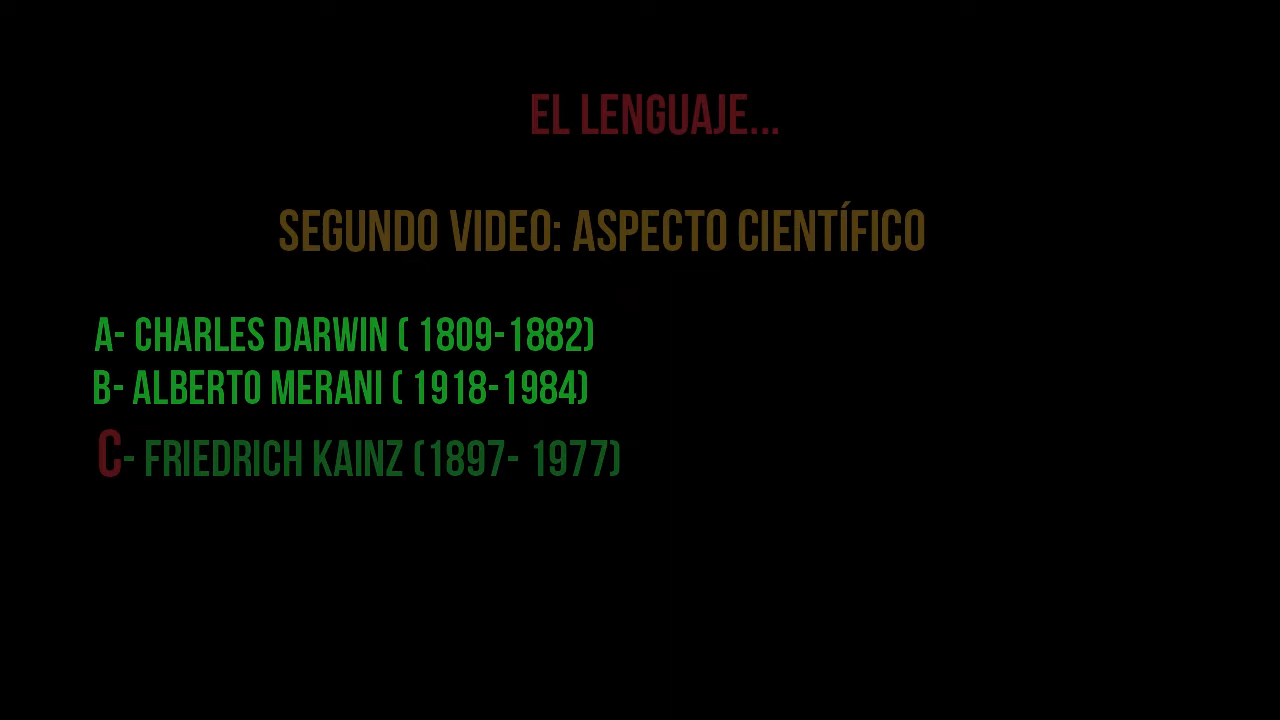 EL LENGUAJE...
SEGUNDO VIDEO: ASPECTO CIENTÍFICO
A- CHARLES DARWIN ( 1809-1882)
B- ALBERTO MERANI ( 1918-1984)
C- FRIEDRICH KAINZ (1897- 1977)